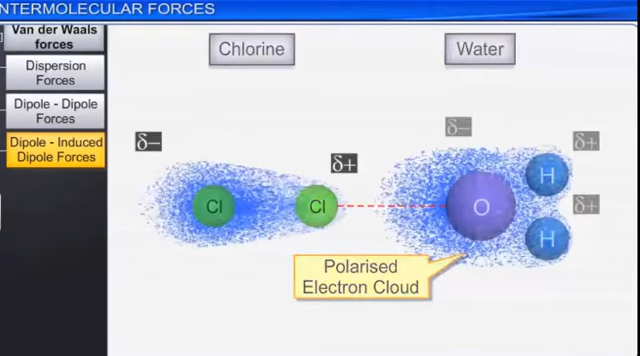 NTERMOLECULAR FORCES
Van der Waals
forces
Dispersion
Forces
Dipole - Dipole
Forces
Dipole - Induced
Dipole Forces
Chlorine
Water
δ–
δ+
δ–
δ+
δ+
Cl
Cl
O
H
H
Polarised
Electron Cloud